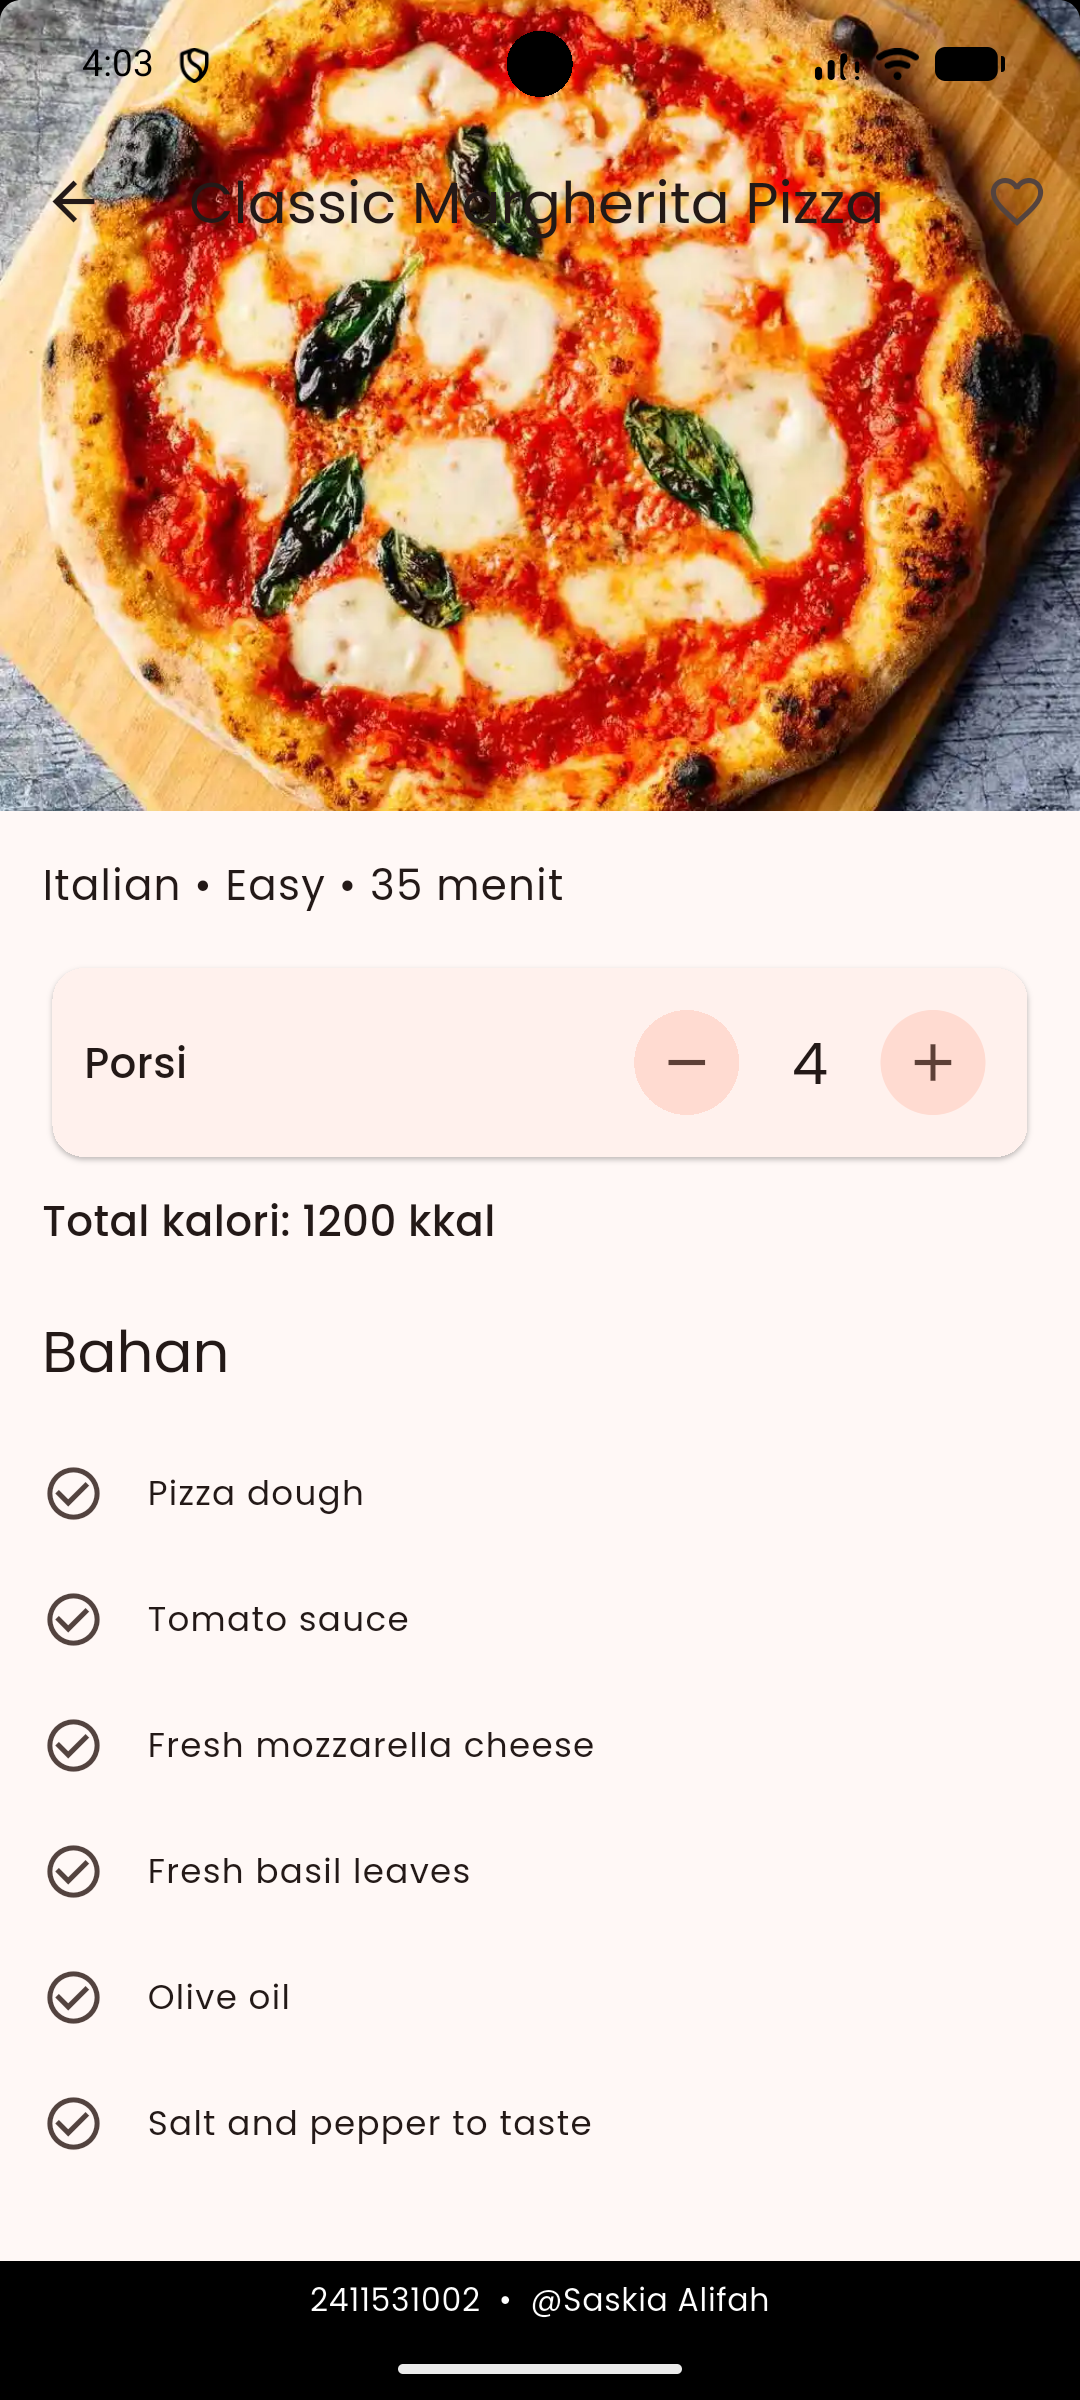 4:03
Classic Margherita Pizza
Italian • Easy • 35 menit
Porsi
4
Total kalori: 1200 kkal
Bahan
Pizza dough
Tomato sauce
Fresh mozzarella cheese
Fresh basil leaves
Olive oil
Salt and pepper to taste
2411531002 • @Saskia Alifah